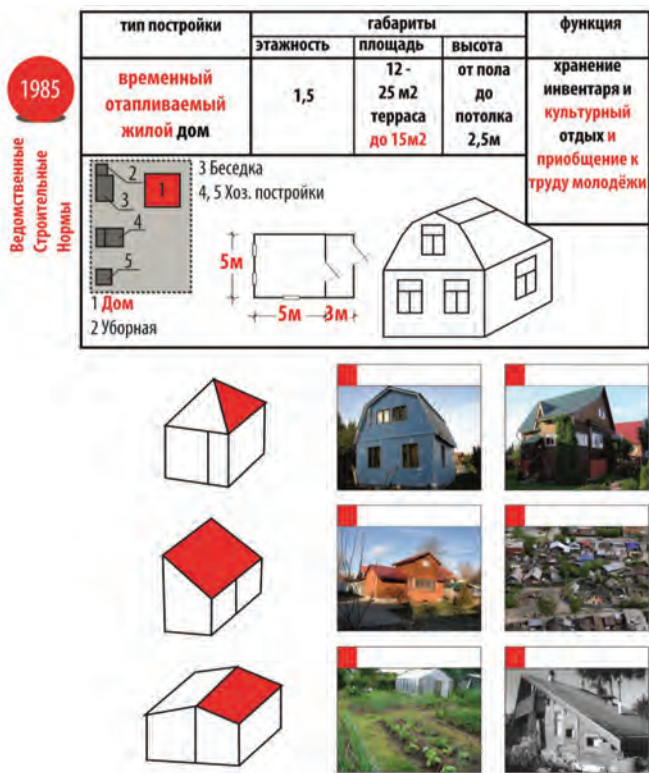 тип постройки
габариты
функция
этажность
площадь
высота
1985
временный
отапливаемый
жилой дом
1,5
12 -
25 м2
терраса
до 15м2
от пола
до
потолка
2,5м
хранение
инвентаря и
культурный
отдых и
приобщение к
труду молодёжи
Ведомственные
Строительные
Нормы
2
1
3
4
5
3 Беседка
4, 5 Хоз. постройки
1 Дом
2 Уборная
5м
5м
3м